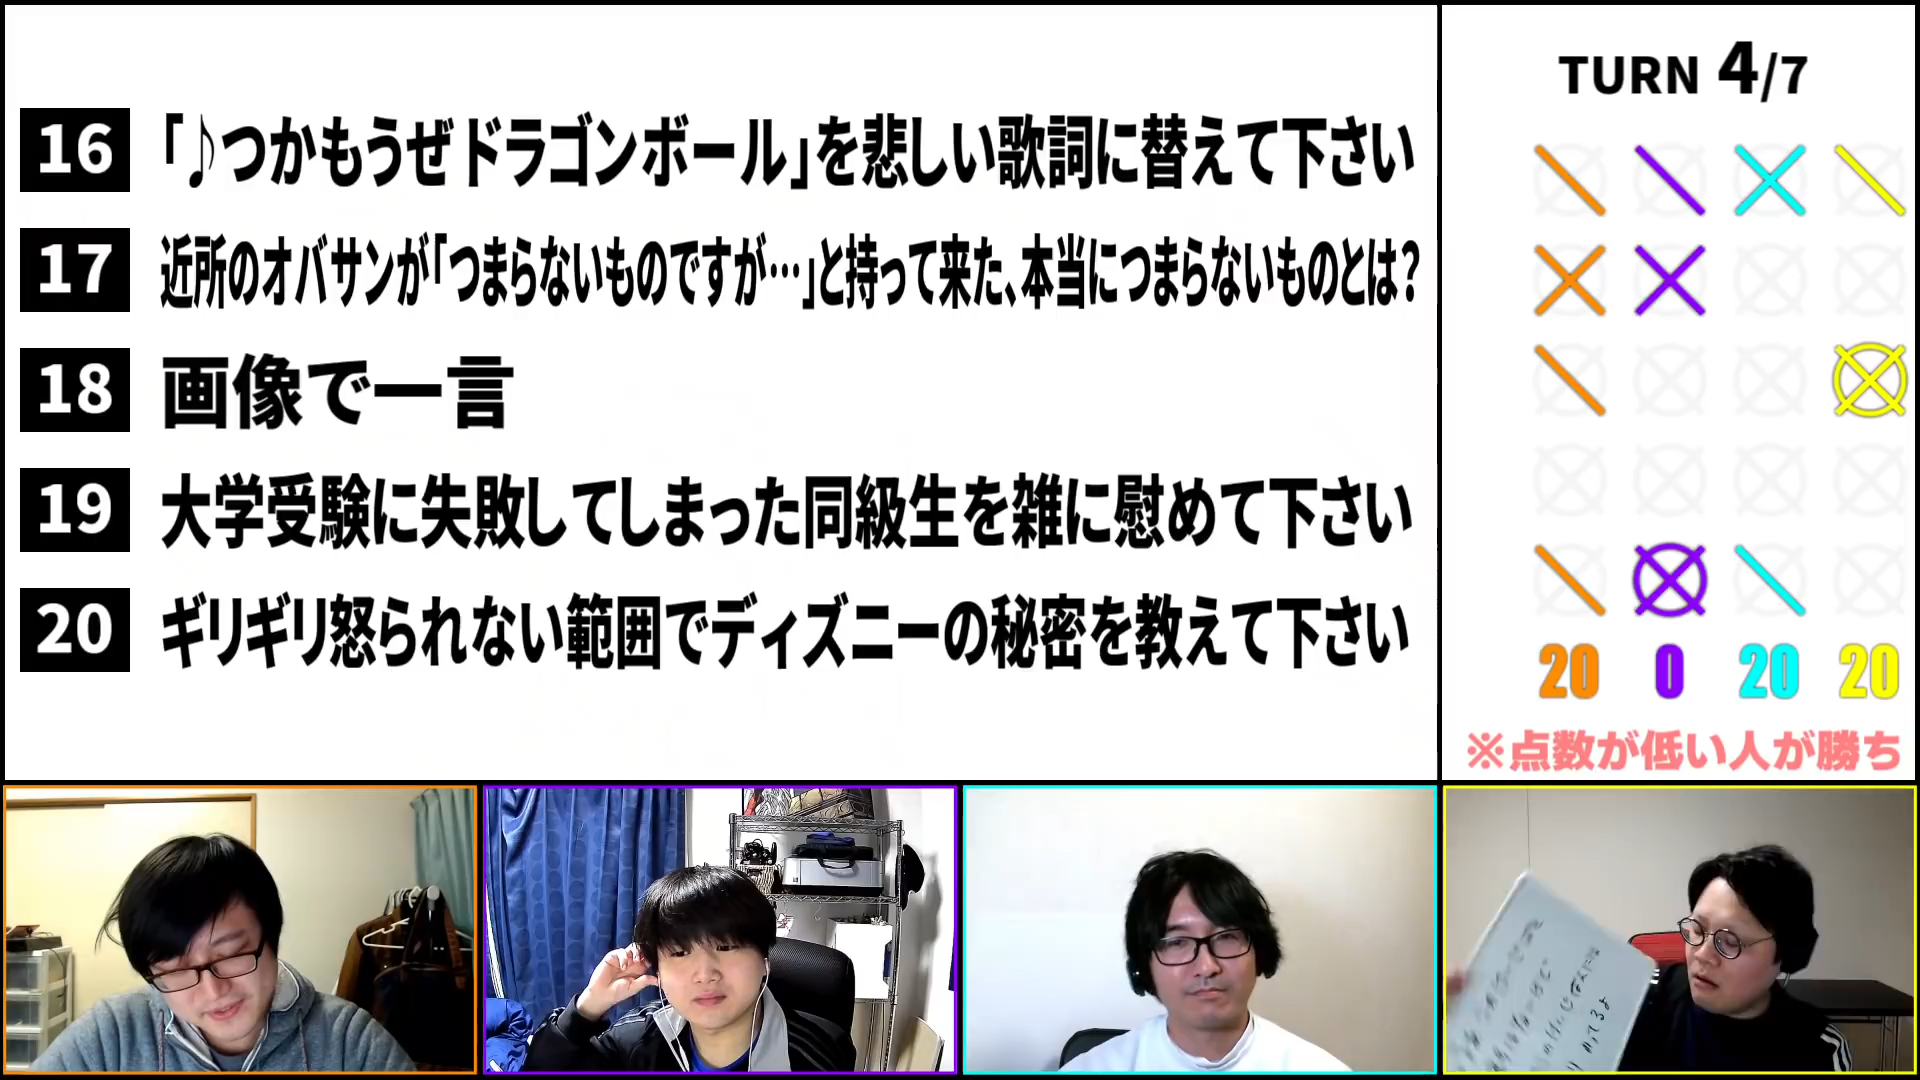 16 「♪つかもうぜドラゴンボール」を悲しい歌詞に替えて下さい
17 近所のオバサンが「つまらないものですが…」と持って来た、本当につまらないものとは？
18 画像で一言
19 大学受験に失敗してしまった同級生を雑に慰めて下さい
20 ギリギリ怒られない範囲でディズニーの秘密を教えて下さい
TURN 4/7
20 0 20 20
※点数が低い人が勝ち